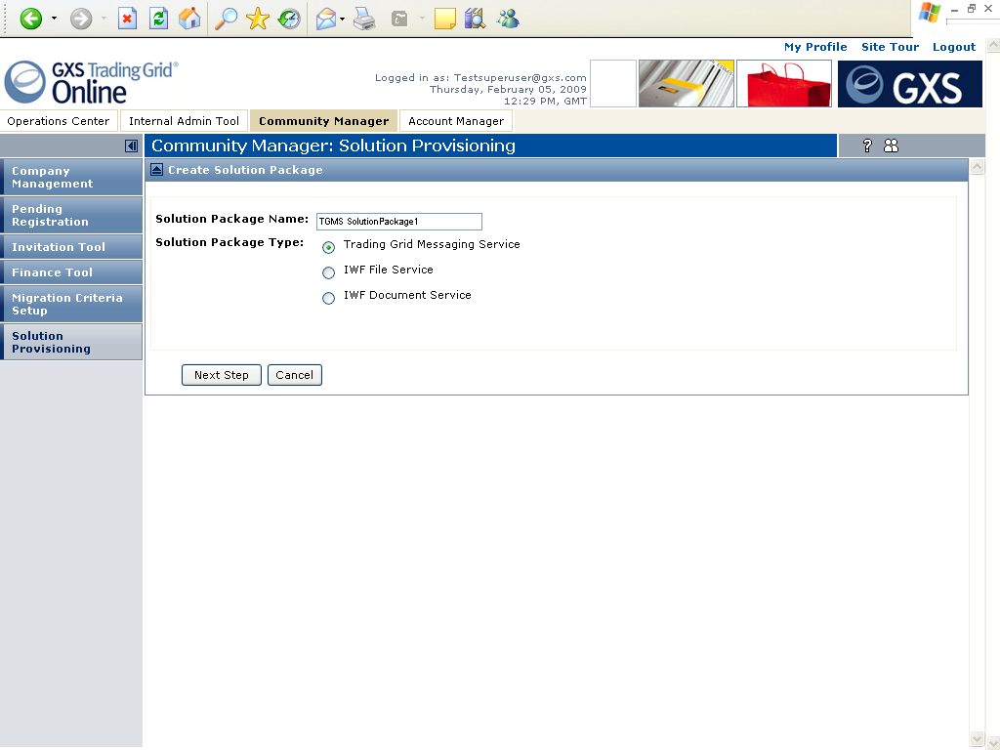 My Profile Site Tour Logout
GXS Trading Grid®
Online
Logged in as: Testsuperuser@gxs.com
Thursday, February 05, 2009
12:29 PM, GMT
GXS
Operations Center Internal Admin Tool Community Manager Account Manager
Community Manager: Solution Provisioning
?
Company
Management
Pending
Registration
Invitation Tool
Finance Tool
Migration Criteria
Setup
Solution
Provisioning
Create Solution Package
Solution Package Name: TGMS SolutionPackage1
Solution Package Type: Trading Grid Messaging Service
IWF File Service
IWF Document Service
Next Step Cancel